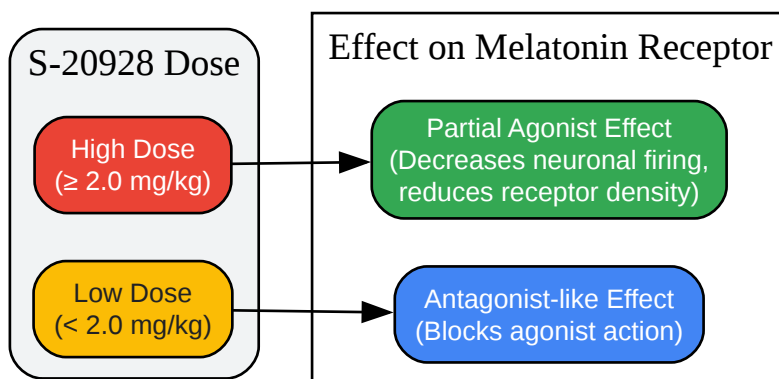 S-20928 Dose
High Dose
(≥ 2.0 mg/kg)
Low Dose
(< 2.0 mg/kg)
Effect on Melatonin Receptor
Partial Agonist Effect
(Decreases neuronal firing,
reduces receptor density)
Antagonist-like Effect
(Blocks agonist action)